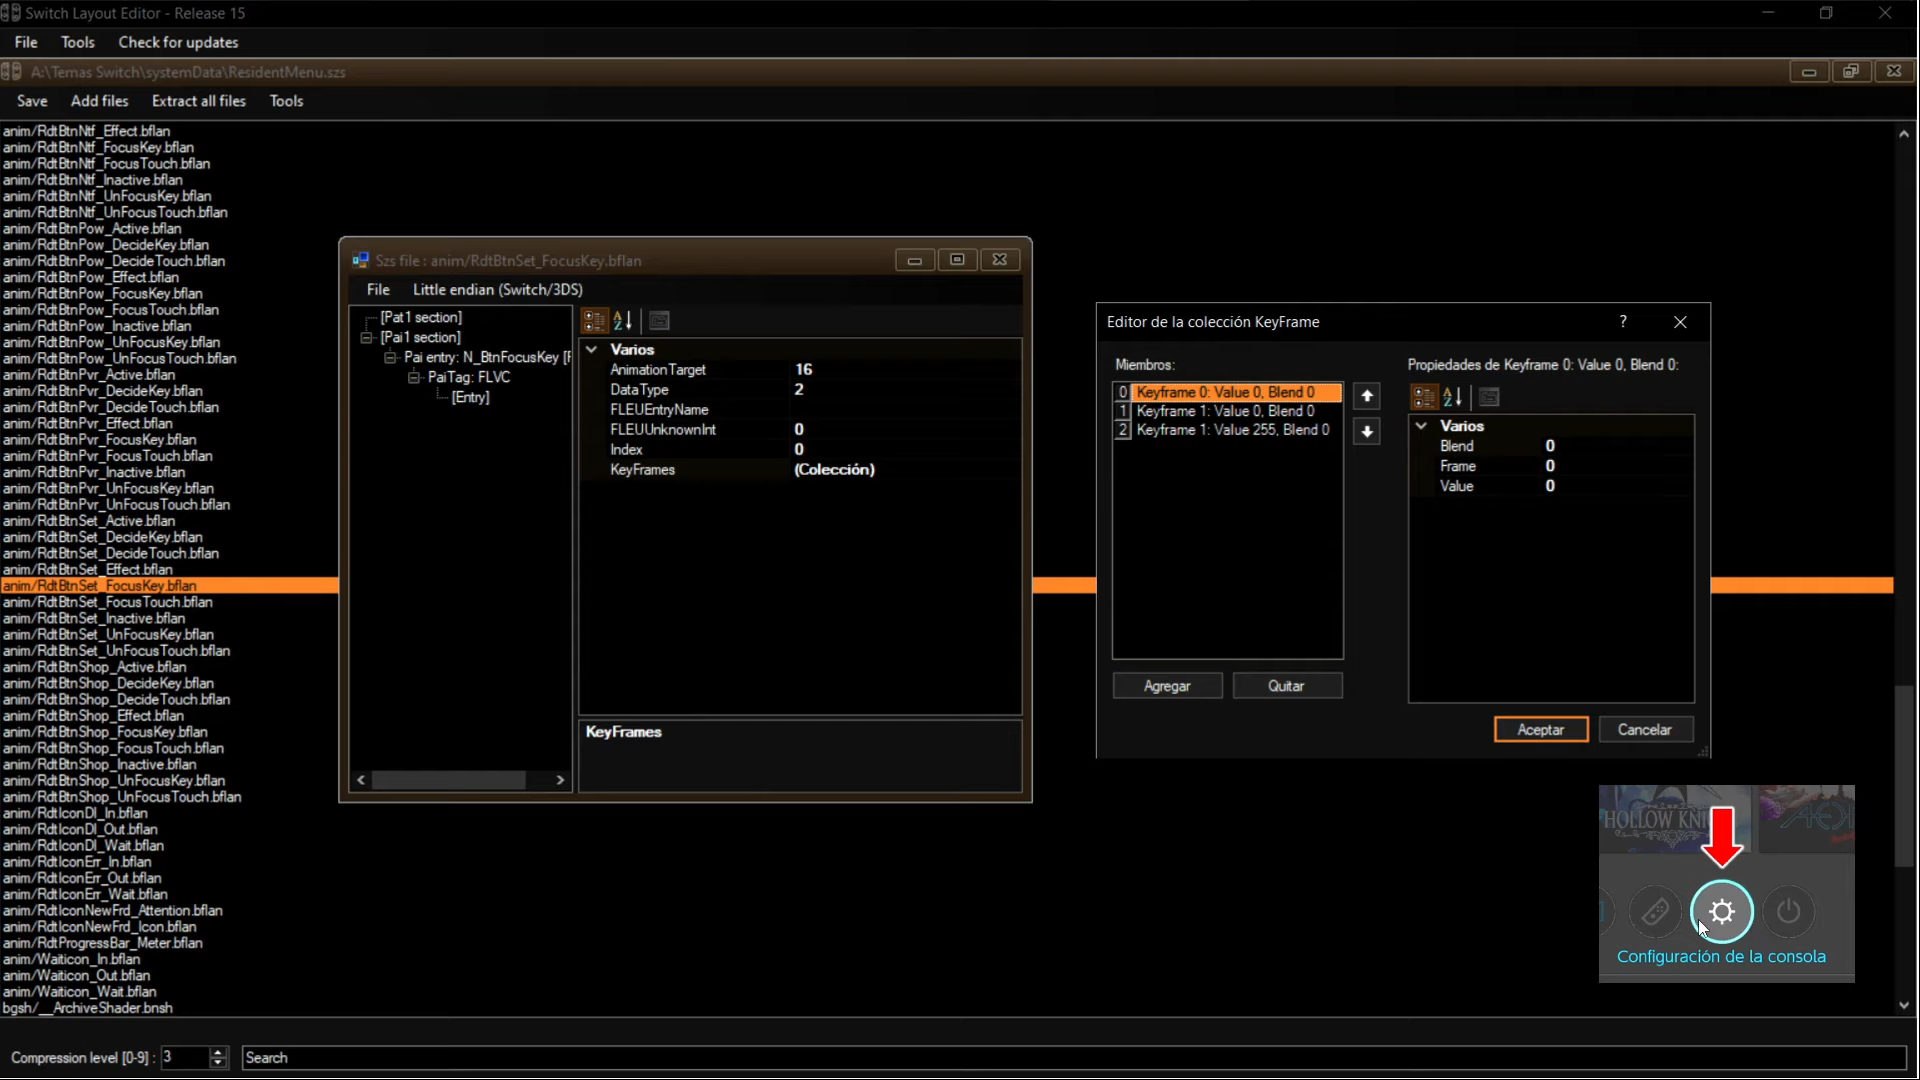 Switch Layout Editor - Release 15
File Tools Check for updates
A:\Temas Switch\systemData\ResidentMenu.szs
Save Add files Extract all files Tools
anim/RdtBtnNtf_Effect.bflan
anim/RdtBtnNtf_FocusKey.bflan
anim/RdtBtnNtf_FocusTouch.bflan
anim/RdtBtnNtf_Inactive.bflan
anim/RdtBtnNtf_UnFocusKey.bflan
anim/RdtBtnNtf_UnFocusTouch.bflan
anim/RdtBtnPow_Active.bflan
anim/RdtBtnPow_DecideKey.bflan
anim/RdtBtnPow_DecideTouch.bflan
anim/RdtBtnPow_Effect.bflan
anim/RdtBtnPow_FocusKey.bflan
anim/RdtBtnPow_FocusTouch.bflan
anim/RdtBtnPow_Inactive.bflan
anim/RdtBtnPow_UnFocusKey.bflan
anim/RdtBtnPow_UnFocusTouch.bflan
anim/RdtBtnPvr_Active.bflan
anim/RdtBtnPvr_DecideKey.bflan
anim/RdtBtnPvr_DecideTouch.bflan
anim/RdtBtnPvr_Effect.bflan
anim/RdtBtnPvr_FocusKey.bflan
anim/RdtBtnPvr_FocusTouch.bflan
anim/RdtBtnPvr_Inactive.bflan
anim/RdtBtnPvr_UnFocusKey.bflan
anim/RdtBtnPvr_UnFocusTouch.bflan
anim/RdtBtnSet_Active.bflan
anim/RdtBtnSet_DecideKey.bflan
anim/RdtBtnSet_DecideTouch.bflan
anim/RdtBtnSet_Effect.bflan
anim/RdtBtnSet_FocusKey.bflan
anim/RdtBtnSet_FocusTouch.bflan
anim/RdtBtnSet_Inactive.bflan
anim/RdtBtnSet_UnFocusKey.bflan
anim/RdtBtnSet_UnFocusTouch.bflan
anim/RdtBtnShop_Active.bflan
anim/RdtBtnShop_DecideKey.bflan
anim/RdtBtnShop_DecideTouch.bflan
anim/RdtBtnShop_Effect.bflan
anim/RdtBtnShop_FocusKey.bflan
anim/RdtBtnShop_FocusTouch.bflan
anim/RdtBtnShop_Inactive.bflan
anim/RdtBtnShop_UnFocusKey.bflan
anim/RdtBtnShop_UnFocusTouch.bflan
anim/RdtIconDl_In.bflan
anim/RdtIconDl_Out.bflan
anim/RdtIconDl_Wait.bflan
anim/RdtIconErr_In.bflan
anim/RdtIconErr_Out.bflan
anim/RdtIconErr_Wait.bflan
anim/RdtIconNewFrd_Attention.bflan
anim/RdtIconNewFrd_Icon.bflan
anim/RdtProgressBar_Meter.bflan
anim/WaitIcon_In.bflan
anim/WaitIcon_Out.bflan
anim/WaitIcon_Wait.bflan
bgsh/__ArchiveShader.bnsh
Szs file : anim/RdtBtnSet_FocusKey.bflan
File Little endian (Switch/3DS)
[Pat1 section]
[Pai1 section]
Pai entry: N_BtnFocusKey
PaiTag: FLVC
[Entry]
Varios
AnimationTarget 16
DataType 2
FLEUEntryName
FLEUUnknownInt 0
Index 0
KeyFrames (Colección)
KeyFrames
Editor de la colección KeyFrame ?
Miembros:
0 Keyframe 0: Value 0, Blend 0
1 Keyframe 1: Value 0, Blend 0
2 Keyframe 1: Value 255, Blend 0
Agregar Quitar
Propiedades de Keyframe 0: Value 0, Blend 0:
Varios
Blend 0
Frame 0
Value 0
Aceptar Cancelar
HOLLOW
Configuración de la consola
Compression level [0-9] : 3 Search